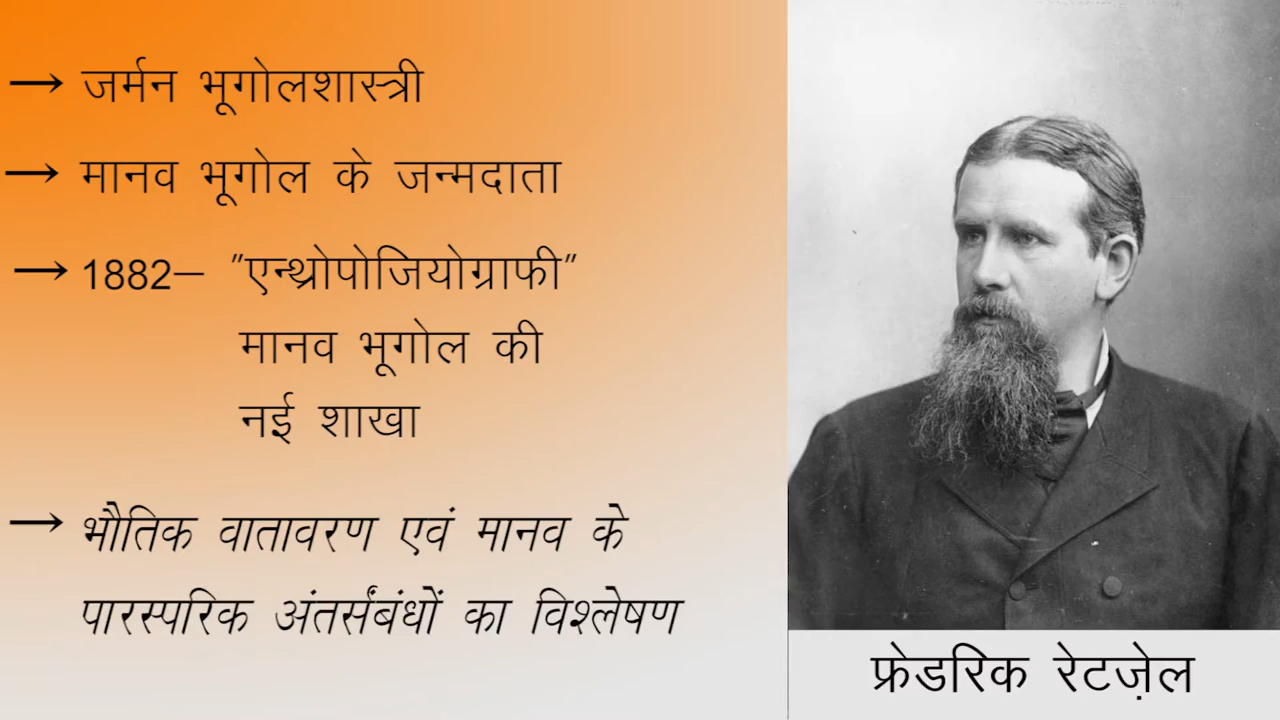 → जर्मन भूगोलशास्त्री
→ मानव भूगोल के जन्मदाता
→ 1882– "एन्थ्रोपोजियोग्राफी"
मानव भूगोल की
नई शाखा
→ भौतिक वातावरण एवं मानव के
पारस्परिक अंतर्संबंधों का विश्लेषण
फ्रेडरिक रेटज़ेल